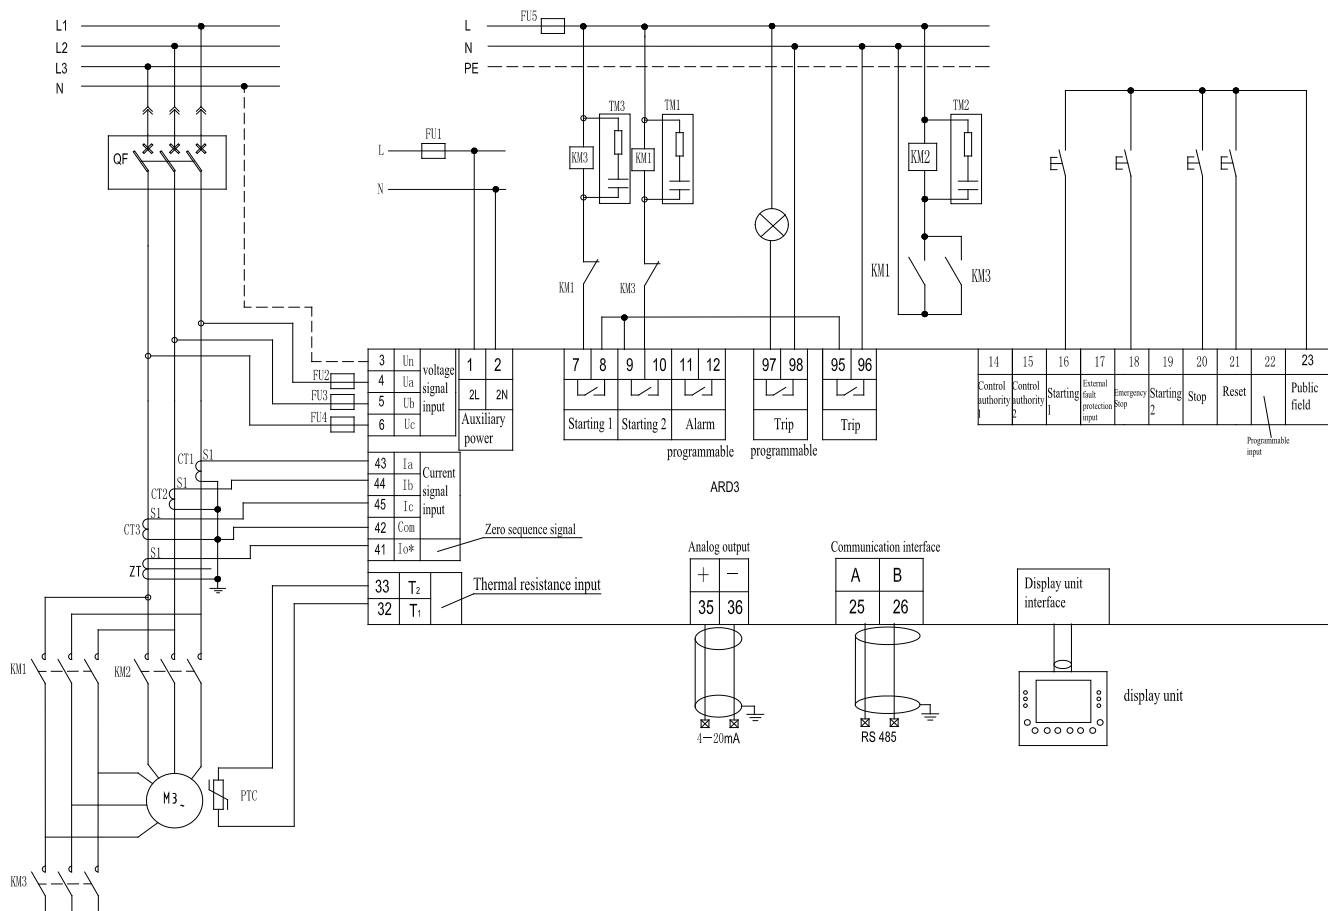 L1
L2
L3
N
QF
L FU5
N
PE
L FU1
N
TM3
TM1
TM2
KM3
KM1
KM2
KM1
KM3
KM1
KM3
FU2
FU3
FU4
3 Un
4 Ua
5 Ub
6 Uc
voltage
signal
input
1 2
2L 2N
Auxiliary
power
7 8 9 10 11 12
Starting 1 Starting 2 Alarm
programmable
97 98
Trip
programmable
95 96
Trip
14 15 16 17 18 19 20 21 22 23
Control
authority
1
Control
authority
2
Starting
1
External
fault
protection
input
Emergency
Stop
Starting
2
Stop
Reset
Public
field
Programmable
input
ARD3
CT1 S1
CT2 S1
CT3 S1
ZT S1
43 Ia
44 Ib
45 Ic
42 Com
41 Io*
Current
signal
input
Zero sequence signal
33 T2
32 T1
Thermal resistance input
Analog output
+ −
35 36
4—20mA
Communication interface
A B
25 26
RS 485
Display unit
interface
display unit
KM1
KM2
M3~
PTC
KM3